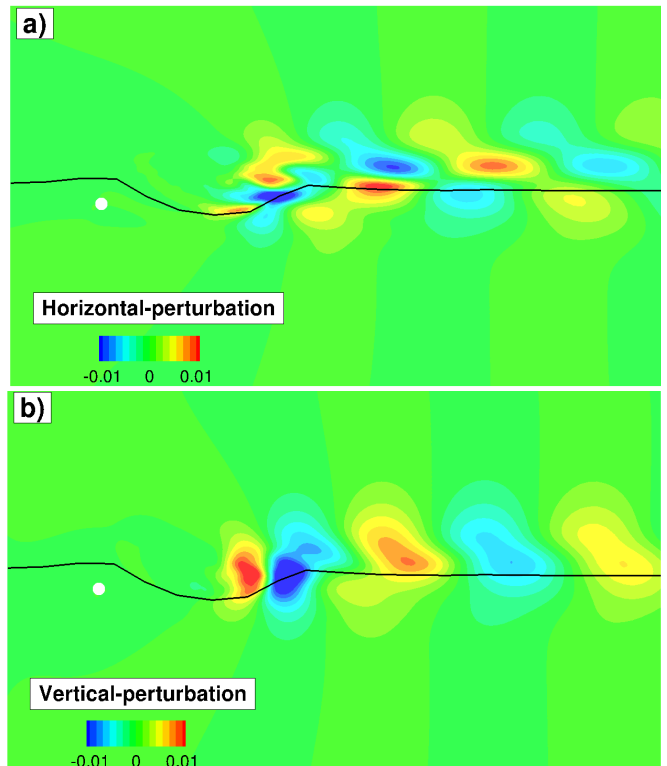 a)
Horizontal-perturbation
-0.01 0 0.01
b)
Vertical-perturbation
-0.01 0 0.01